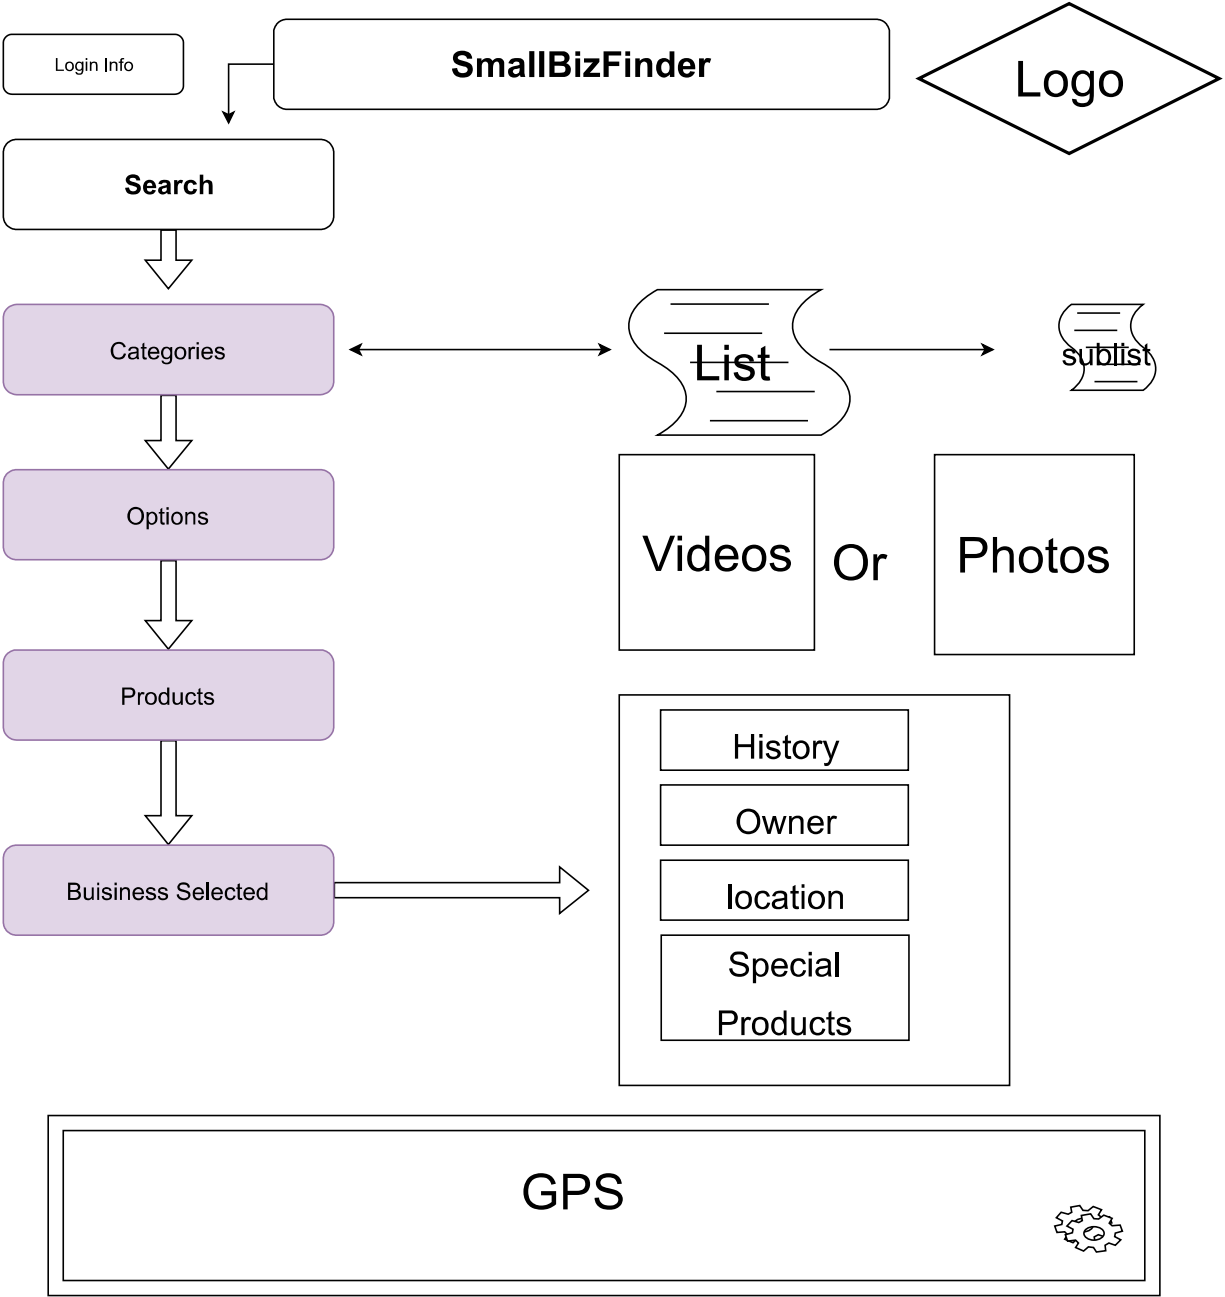 Login Info
SmallBizFinder
Logo
Search
Categories
List
sublist
Options
Videos
Or
Photos
Products
History
Owner
location
Buisiness Selected
Special
Products
GPS